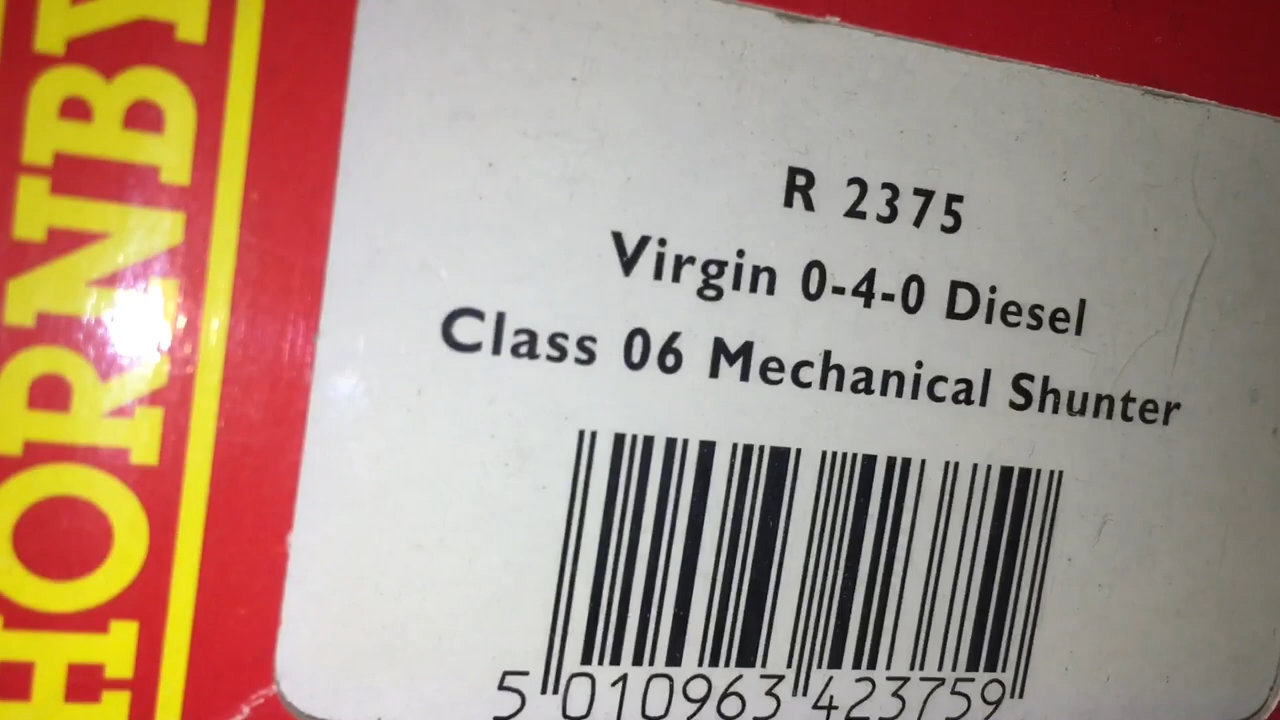 HORNBY
R 2375
Virgin 0-4-0 Diesel
Class 06 Mechanical Shunter
5 010963 423759